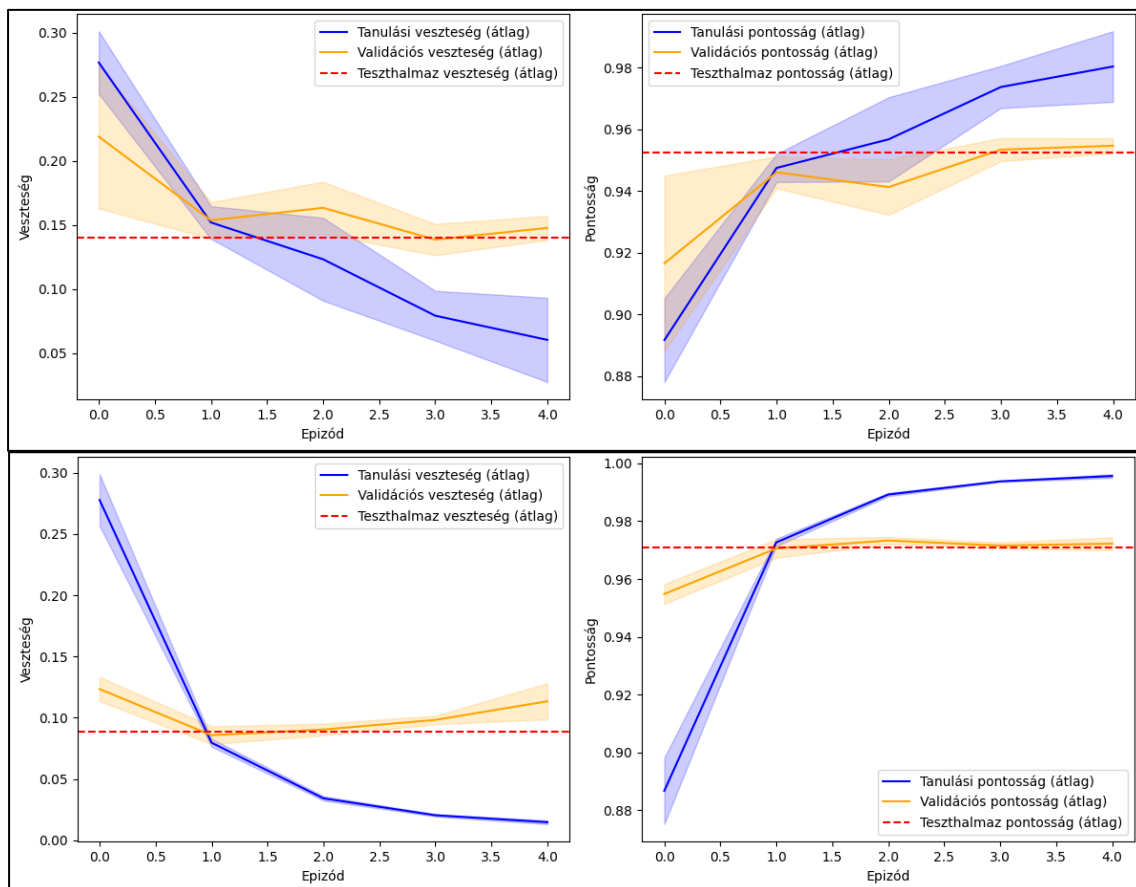 Tanulási veszteség (átlag)
Validációs veszteség (átlag)
Teszthalmaz veszteség (átlag)
0.30
0.25
0.20
0.15
0.10
0.05
Veszteség
0.0 0.5 1.0 1.5 2.0 2.5 3.0 3.5 4.0
Epizód
Tanulási pontosság (átlag)
Validációs pontosság (átlag)
Teszthalmaz pontosság (átlag)
0.98
0.96
0.94
0.92
0.90
0.88
Pontosság
0.0 0.5 1.0 1.5 2.0 2.5 3.0 3.5 4.0
Epizód
Tanulási veszteség (átlag)
Validációs veszteség (átlag)
Teszthalmaz veszteség (átlag)
0.30
0.25
0.20
0.15
0.10
0.05
0.00
Veszteség
0.0 0.5 1.0 1.5 2.0 2.5 3.0 3.5 4.0
Epizód
1.00
0.98
0.96
0.94
0.92
0.90
0.88
Pontosság
Tanulási pontosság (átlag)
Validációs pontosság (átlag)
Teszthalmaz pontosság (átlag)
0.0 0.5 1.0 1.5 2.0 2.5 3.0 3.5 4.0
Epizód